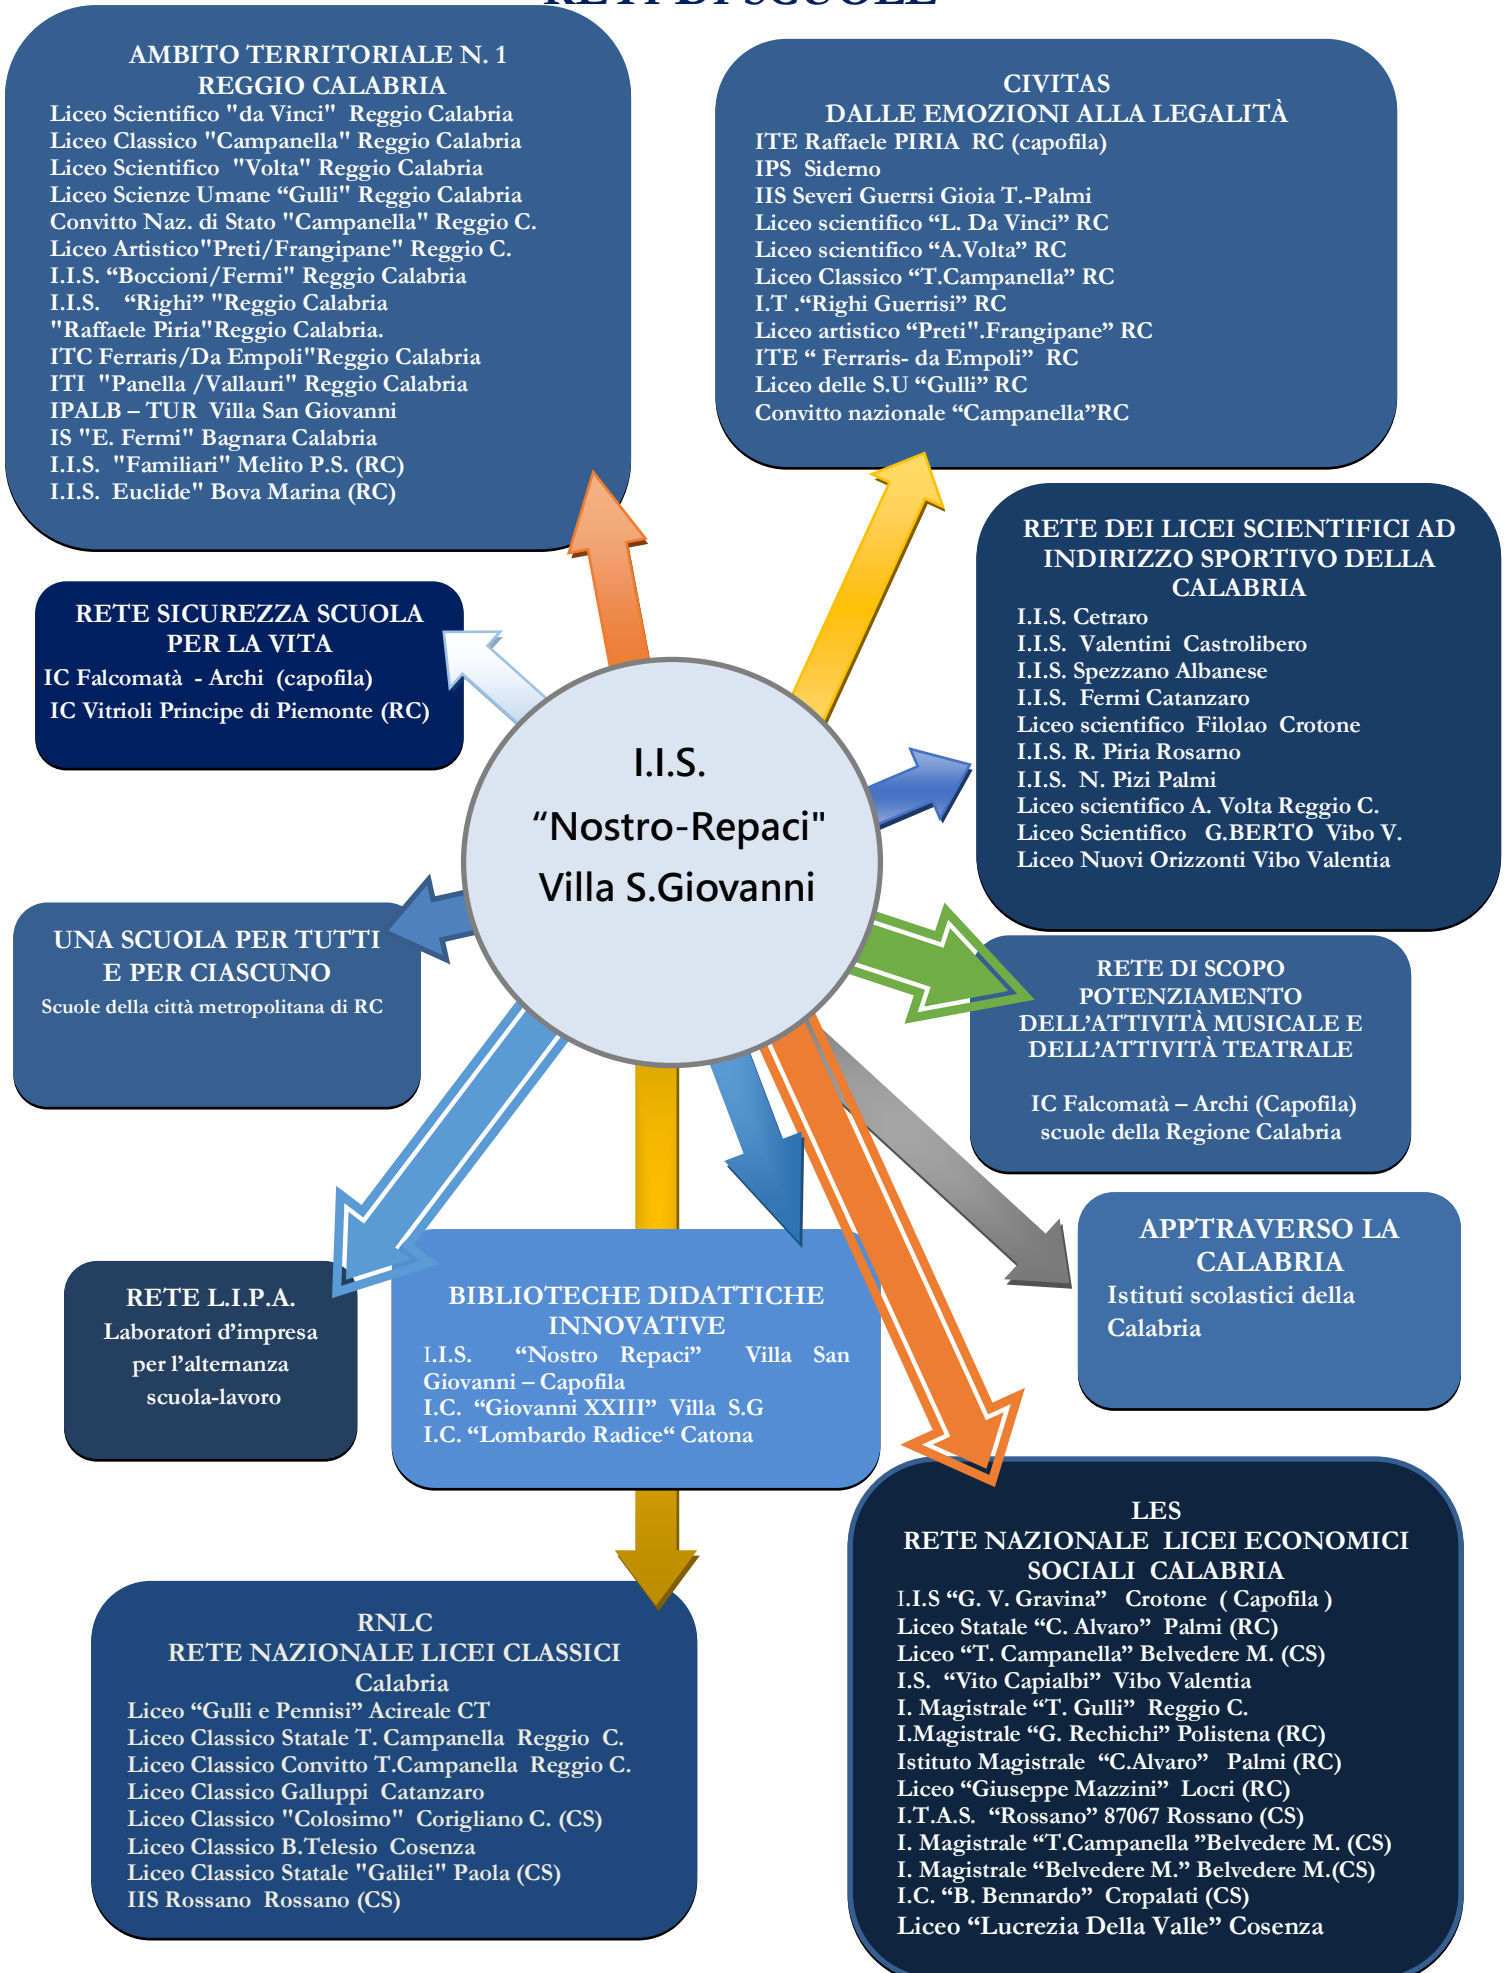 RETI DI SCUOLE
AMBITO TERRITORIALE N. 1
REGGIO CALABRIA
Liceo Scientifico "da Vinci" Reggio Calabria
Liceo Classico "Campanella" Reggio Calabria
Liceo Scientifico "Volta" Reggio Calabria
Liceo Scienze Umane “Gulli" Reggio Calabria
Convitto Naz. di Stato "Campanella" Reggio C.
Liceo Artistico"Preti/Frangipane" Reggio C.
I.I.S. “Boccioni/Fermi" Reggio Calabria
I.I.S. “Righi” "Reggio Calabria
"Raffaele Piria"Reggio Calabria.
ITC Ferraris/Da Empoli"Reggio Calabria
ITI "Panella /Vallauri" Reggio Calabria
IPALB – TUR Villa San Giovanni
IS "E. Fermi" Bagnara Calabria
I.I.S. "Familiari" Melito P.S. (RC)
I.I.S. Euclide" Bova Marina (RC)
CIVITAS
DALLE EMOZIONI ALLA LEGALITÀ
ITE Raffaele PIRIA RC (capofila)
IPS Siderno
IIS Severi Guerrsi Gioia T.-Palmi
Liceo scientifico “L. Da Vinci” RC
Liceo scientifico “A.Volta” RC
Liceo Classico “T.Campanella” RC
I.T .“Righi Guerrisi” RC
Liceo artistico “Preti".Frangipane” RC
ITE “ Ferraris- da Empoli” RC
Liceo delle S.U “Gulli” RC
Convitto nazionale “Campanella”RC
RETE DEI LICEI SCIENTIFICI AD
INDIRIZZO SPORTIVO DELLA
CALABRIA
I.I.S. Cetraro
I.I.S. Valentini Castrolibero
I.I.S. Spezzano Albanese
I.I.S. Fermi Catanzaro
Liceo scientifico Filolao Crotone
I.I.S. R. Piria Rosarno
I.I.S. N. Pizi Palmi
Liceo scientifico A. Volta Reggio C.
Liceo Scientifico G.BERTO Vibo V.
Liceo Nuovi Orizzonti Vibo Valentia
RETE SICUREZZA SCUOLA
PER LA VITA
IC Falcomatà - Archi (capofila)
IC Vitrioli Principe di Piemonte (RC)
I.I.S.
“Nostro-Repaci"
Villa S.Giovanni
UNA SCUOLA PER TUTTI
E PER CIASCUNO
Scuole della città metropolitana di RC
RETE DI SCOPO
POTENZIAMENTO
DELL’ATTIVITÀ MUSICALE E
DELL’ATTIVITÀ TEATRALE
IC Falcomatà – Archi (Capofila)
scuole della Regione Calabria
APPTRAVERSO LA
CALABRIA
Istituti scolastici della
Calabria
RETE L.I.P.A.
Laboratori d’impresa
per l’alternanza
scuola-lavoro
BIBLIOTECHE DIDATTICHE
INNOVATIVE
I.I.S. “Nostro Repaci” Villa San
Giovanni – Capofila
I.C. “Giovanni XXIII” Villa S.G
I.C. “Lombardo Radice“ Catona
RNLC
RETE NAZIONALE LICEI CLASSICI
Calabria
Liceo “Gulli e Pennisi” Acireale CT
Liceo Classico Statale T. Campanella Reggio C.
Liceo Classico Convitto T.Campanella Reggio C.
Liceo Classico Galluppi Catanzaro
Liceo Classico "Colosimo" Corigliano C. (CS)
Liceo Classico B.Telesio Cosenza
Liceo Classico Statale "Galilei" Paola (CS)
IIS Rossano Rossano (CS)
LES
RETE NAZIONALE LICEI ECONOMICI
SOCIALI CALABRIA
I.I.S “G. V. Gravina” Crotone ( Capofila )
Liceo Statale “C. Alvaro” Palmi (RC)
Liceo “T. Campanella” Belvedere M. (CS)
I.S. “Vito Capialbi” Vibo Valentia
I. Magistrale “T. Gulli” Reggio C.
I.Magistrale “G. Rechichi” Polistena (RC)
Istituto Magistrale “C.Alvaro” Palmi (RC)
Liceo “Giuseppe Mazzini” Locri (RC)
I.T.A.S. “Rossano” 87067 Rossano (CS)
I. Magistrale “T.Campanella ”Belvedere M. (CS)
I. Magistrale “Belvedere M.” Belvedere M.(CS)
I.C. “B. Bennardo” Cropalati (CS)
Liceo “Lucrezia Della Valle” Cosenza